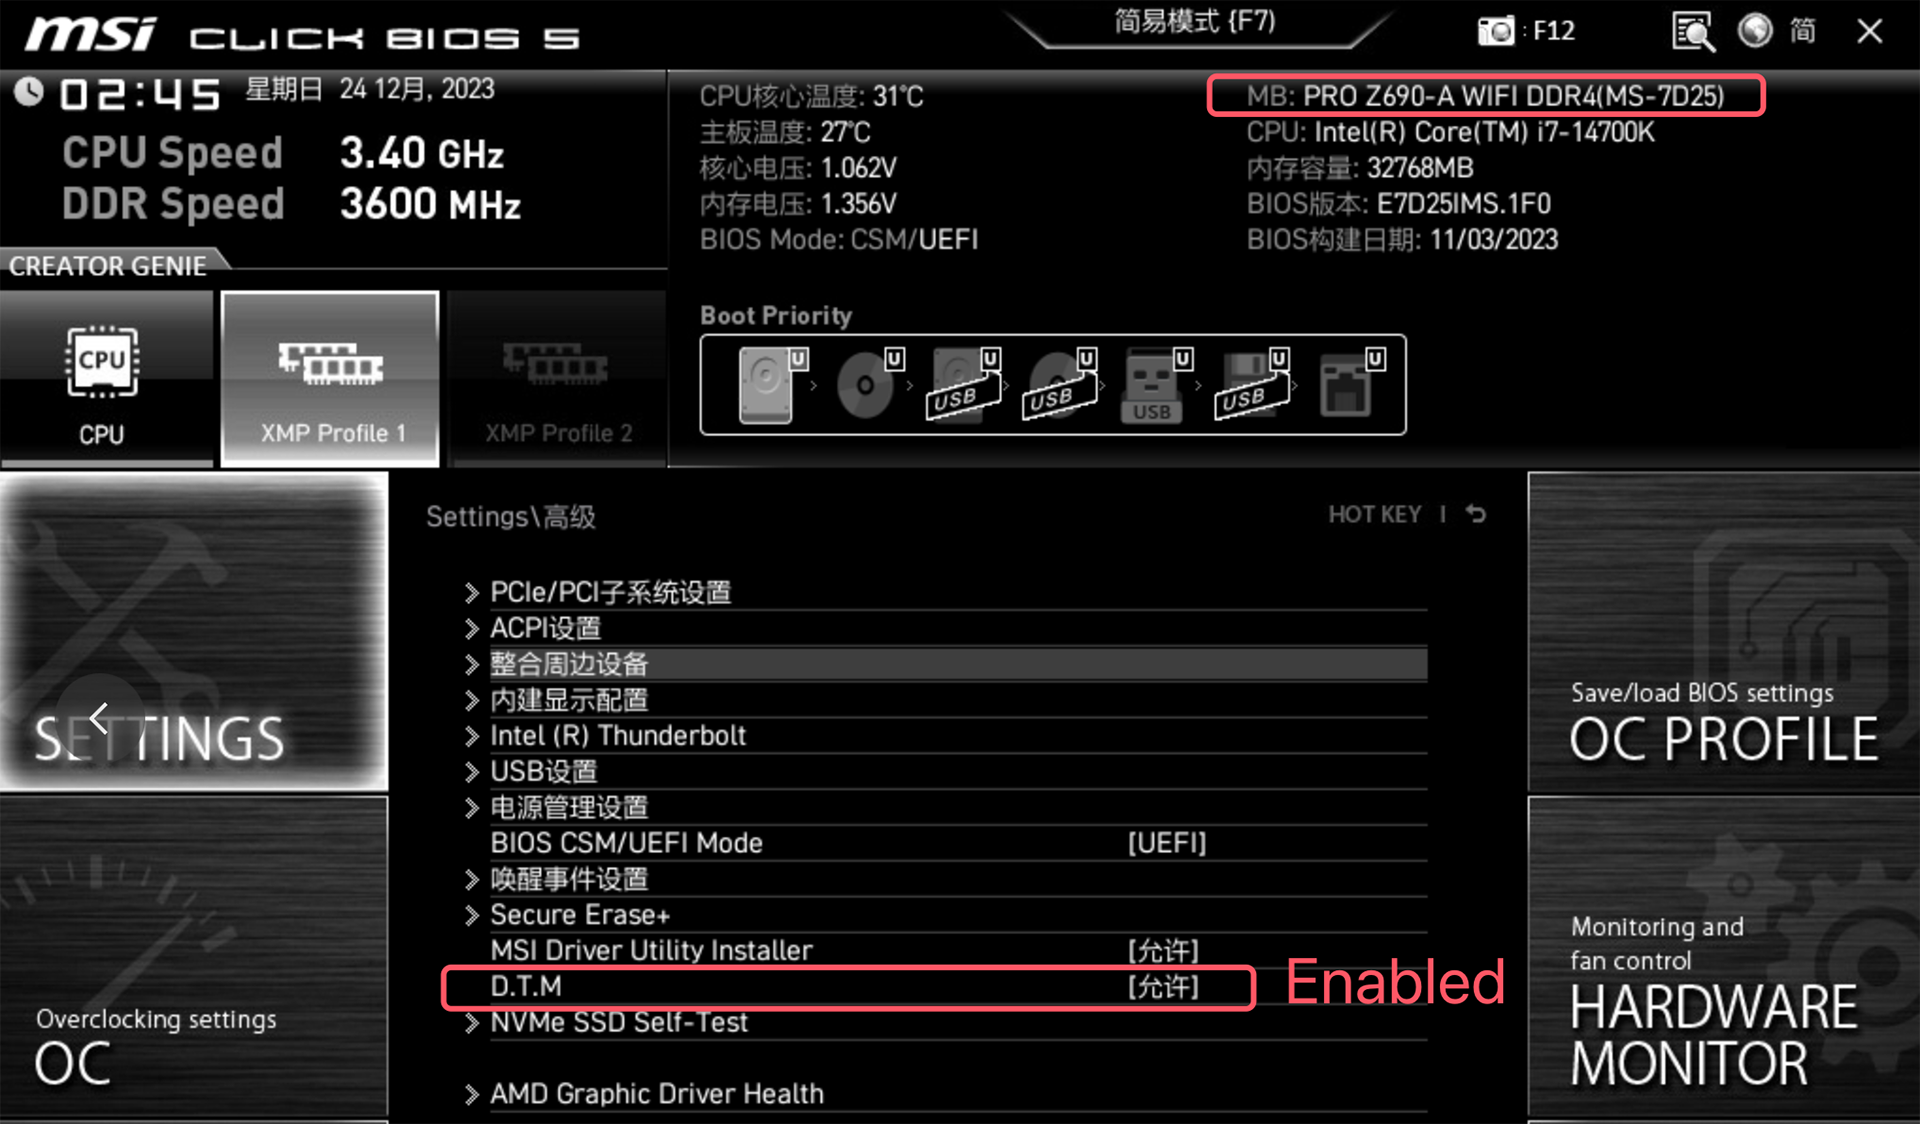 msi CLICK BIOS 5
简易模式 {F7}
: F12
简
02:45 星期日 24 12月, 2023
CPU Speed 3.40 GHz
DDR Speed 3600 MHz
CREATOR GENIE
CPU
CPU
XMP Profile 1
XMP Profile 2
CPU核心温度: 31℃
主板温度: 27℃
核心电压: 1.062V
内存电压: 1.356V
BIOS Mode: CSM/UEFI
MB: PRO Z690-A WIFI DDR4(MS-7D25)
CPU: Intel(R) Core(TM) i7-14700K
内存容量: 32768MB
BIOS版本: E7D25IMS.1F0
BIOS构建日期: 11/03/2023
Boot Priority
U U U U U U U
USB USB USB USB
SETTINGS
Overclocking settings
OC
Settings\高级
HOT KEY
PCIe/PCI子系统设置
ACPI设置
整合周边设备
内建显示配置
Intel (R) Thunderbolt
USB设置
电源管理设置
BIOS CSM/UEFI Mode [UEFI]
唤醒事件设置
Secure Erase+
MSI Driver Utility Installer [允许]
D.T.M [允许] Enabled
NVMe SSD Self-Test
AMD Graphic Driver Health
Save/load BIOS settings
OC PROFILE
Monitoring and
fan control
HARDWARE
MONITOR